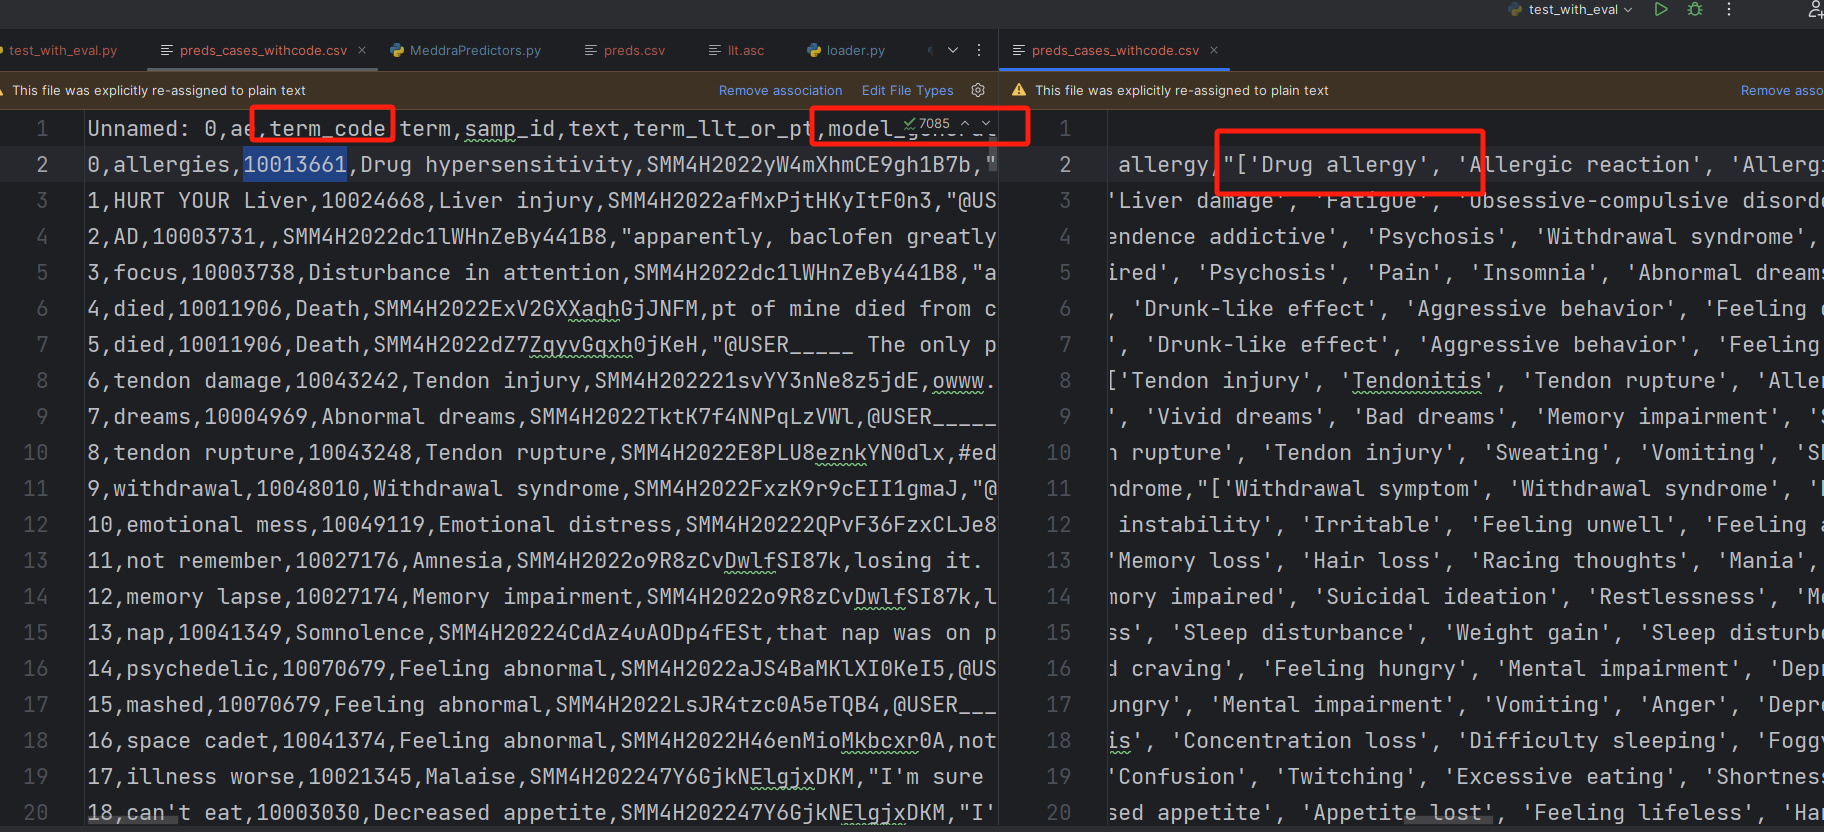 test_with_eval
test_with_eval.py
preds_cases_withcode.csv
MeddraPredictors.py
preds.csv
llt.asc
loader.py
preds_cases_withcode.csv
This file was explicitly re-assigned to plain text
Remove association
Edit File Types
This file was explicitly re-assigned to plain text
Remove asso
7085
1 Unnamed: 0,ae,term_code term,samp_id,text,term_llt_or_pt,model_generat
2 0,allergies,10013661,Drug hypersensitivity,SMM4H2022yW4mXhmCE9gh1B7b,"
3 1,HURT YOUR Liver,10024668,Liver injury,SMM4H2022afMxPjtHKyItF0n3,"@US
4 2,AD,10003731,,SMM4H2022dc1lWHnZeBy441B8,"apparently, baclofen greatly
5 3,focus,10003738,Disturbance in attention,SMM4H2022dc1lWHnZeBy441B8,"a
6 4,died,10011906,Death,SMM4H2022ExV2GXXaqhGjJNFM,pt of mine died from c
7 5,died,10011906,Death,SMM4H2022dZ7ZqyvGqxh0jKeH,"@USER_____ The only p
8 6,tendon damage,10043242,Tendon injury,SMM4H202221svYY3nNe8z5jdE,owww.
9 7,dreams,10004969,Abnormal dreams,SMM4H2022TktK7f4NNPqLzVWl,@USER_____
10 8,tendon rupture,10043248,Tendon rupture,SMM4H2022E8PLU8eznkYN0dlx,#ed
11 9,withdrawal,10048010,Withdrawal syndrome,SMM4H2022FxzK9r9cEII1gmaJ,"@
12 10,emotional mess,10049119,Emotional distress,SMM4H20222QPvF36FzxCLJe8
13 11,not remember,10027176,Amnesia,SMM4H2022o9R8zCvDwlfSI87k,losing it.
14 12,memory lapse,10027174,Memory impairment,SMM4H2022o9R8zCvDwlfSI87k,l
15 13,nap,10041349,Somnolence,SMM4H20224CdAz4uAODp4fESt,that nap was on p
16 14,psychedelic,10070679,Feeling abnormal,SMM4H2022aJS4BaMKlXI0KeI5,@US
17 15,mashed,10070679,Feeling abnormal,SMM4H2022LsJR4tzc0A5eTQB4,@USER___
18 16,space cadet,10041374,Feeling abnormal,SMM4H2022H46enMioMkbcxr0A,not
19 17,illness worse,10021345,Malaise,SMM4H202247Y6GjkNElgjxDKM,"I'm sure
20 18,can't eat,10003030,Decreased appetite,SMM4H202247Y6GjkNElgjxDKM,"I'
1
2 allergy,"['Drug allergy', 'Allergic reaction', 'Allergi
3 'Liver damage', 'Fatigue', 'Obsessive-compulsive disorde
4 endence addictive', 'Psychosis', 'Withdrawal syndrome',
5 ired', 'Psychosis', 'Pain', 'Insomnia', 'Abnormal dreams
6 , 'Drunk-like effect', 'Aggressive behavior', 'Feeling
7 ', 'Drunk-like effect', 'Aggressive behavior', 'Feeling
8 ['Tendon injury', 'Tendonitis', 'Tendon rupture', 'Aller
9 ', 'Vivid dreams', 'Bad dreams', 'Memory impairment', 'S
10 n rupture', 'Tendon injury', 'Sweating', 'Vomiting', 'Sl
11 ndrome,"['Withdrawal symptom', 'Withdrawal syndrome', '
12 instability', 'Irritable', 'Feeling unwell', 'Feeling a
13 'Memory loss', 'Hair loss', 'Racing thoughts', 'Mania',
14 mory impaired', 'Suicidal ideation', 'Restlessness', 'Me
15 ss', 'Sleep disturbance', 'Weight gain', 'Sleep disturbe
16 d craving', 'Feeling hungry', 'Mental impairment', 'Depr
17 ungry', 'Mental impairment', 'Vomiting', 'Anger', 'Depre
18 is', 'Concentration loss', 'Difficulty sleeping', 'Foggy
19 'Confusion', 'Twitching', 'Excessive eating', 'Shortness
20 sed appetite', 'Appetite lost', 'Feeling lifeless', 'Har